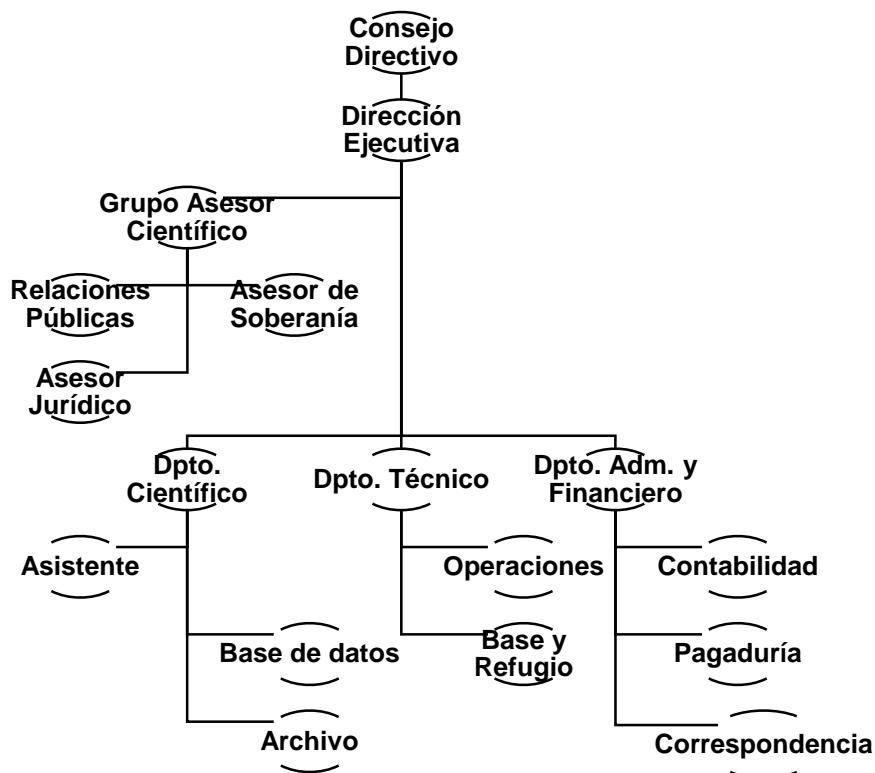 Consejo
Directivo
Dirección
Ejecutiva
Grupo Asesor
Científico
Relaciones
Públicas
Asesor de
Soberanía
Asesor
Jurídico
Dpto.
Científico
Dpto. Técnico
Dpto. Adm. y
Financiero
Asistente
Operaciones
Contabilidad
Base de datos
Base y
Refugio
Pagaduría
Archivo
Correspondencia